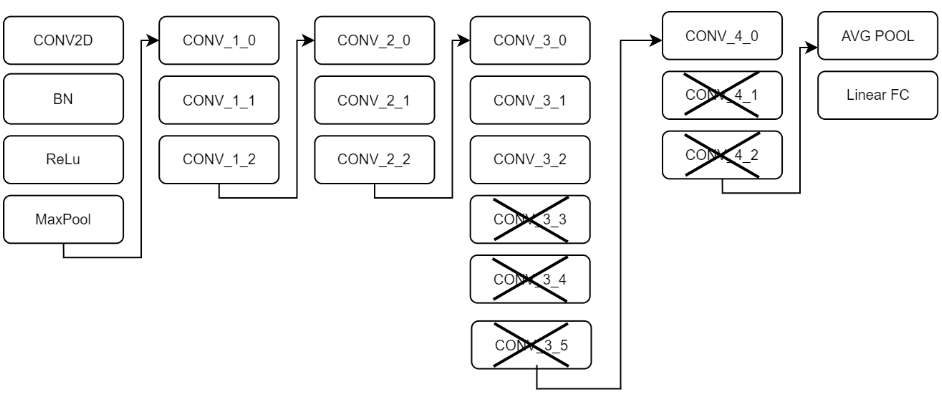 CONV2D
BN
ReLu
MaxPool
CONV_1_0
CONV_1_1
CONV_1_2
CONV_2_0
CONV_2_1
CONV_2_2
CONV_3_0
CONV_3_1
CONV_3_2
CONV_3_3
CONV_3_4
CONV_3_5
CONV_4_0
CONV_4_1
CONV_4_2
AVG POOL
Linear FC